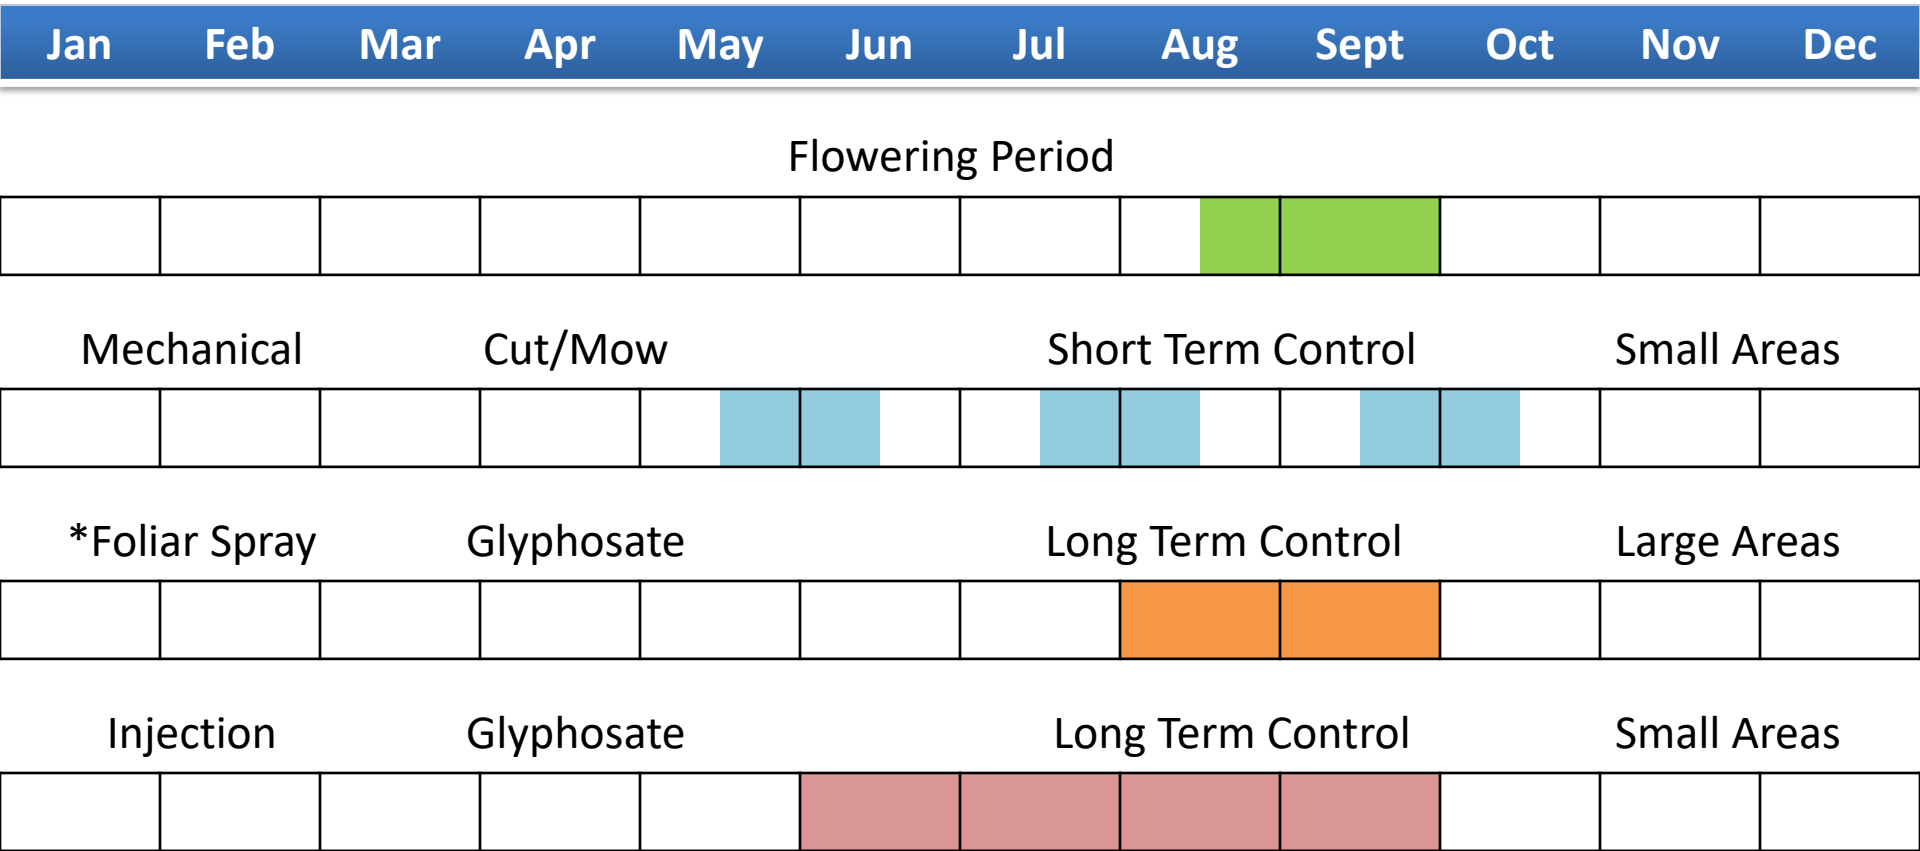 Jan Feb Mar Apr May Jun Jul Aug Sept Oct Nov Dec
Flowering Period
Mechanical Cut/Mow Short Term Control Small Areas
*Foliar Spray Glyphosate Long Term Control Large Areas
Injection Glyphosate Long Term Control Small Areas